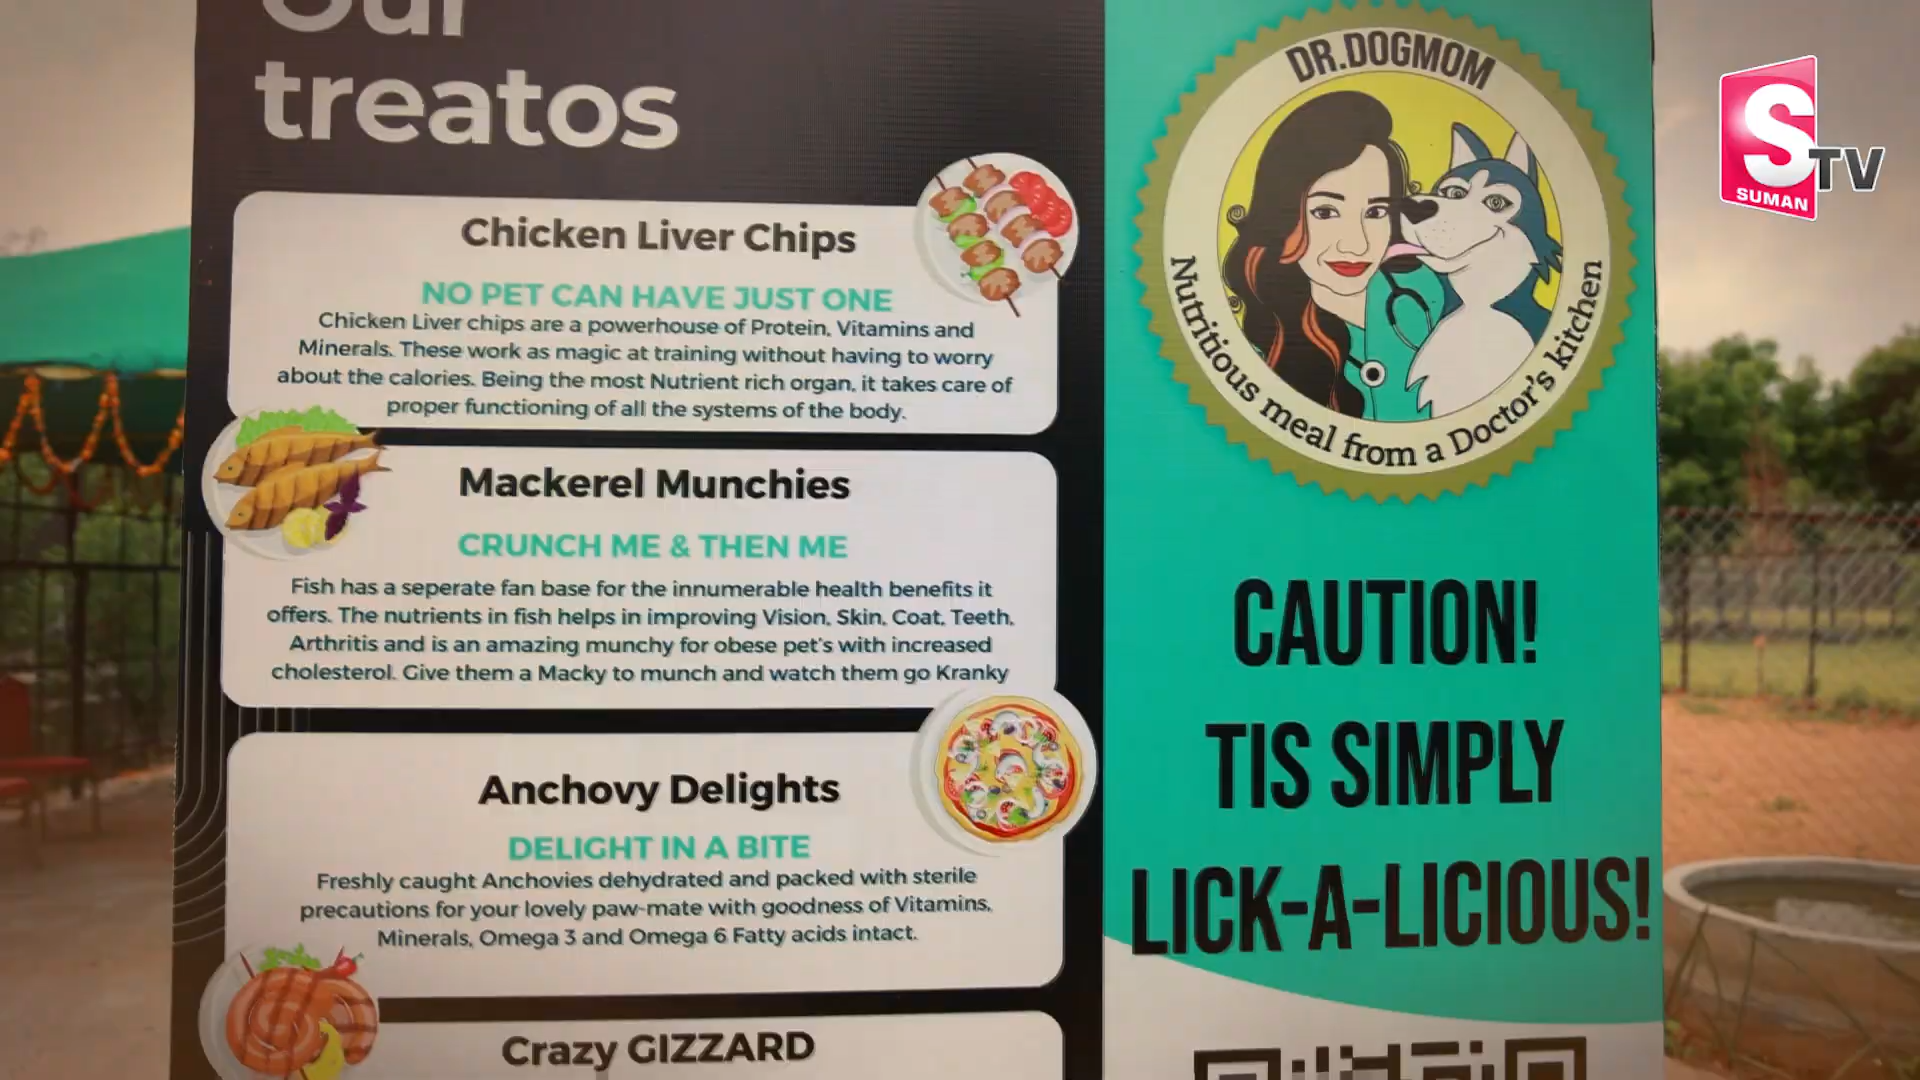 Our
treatos
Chicken Liver Chips
NO PET CAN HAVE JUST ONE
Chicken Liver chips are a powerhouse of Protein, Vitamins and
Minerals. These work as magic at training without having to worry
about the calories. Being the most Nutrient rich organ, it takes care of
proper functioning of all the systems of the body.
Mackerel Munchies
CRUNCH ME & THEN ME
Fish has a seperate fan base for the innumerable health benefits it
offers. The nutrients in fish helps in improving Vision, Skin, Coat, Teeth,
Arthritis and is an amazing munchy for obese pet's with increased
cholesterol. Give them a Macky to munch and watch them go Kranky
Anchovy Delights
DELIGHT IN A BITE
Freshly caught Anchovies dehydrated and packed with sterile
precautions for your lovely paw-mate with goodness of Vitamins,
Minerals, Omega 3 and Omega 6 Fatty acids intact.
Crazy GIZZARD
DR.DOGMOM
Nutritious meal from a Doctor's kitchen
CAUTION!
TIS SIMPLY
LICK-A-LICIOUS!
S TV
SUMAN